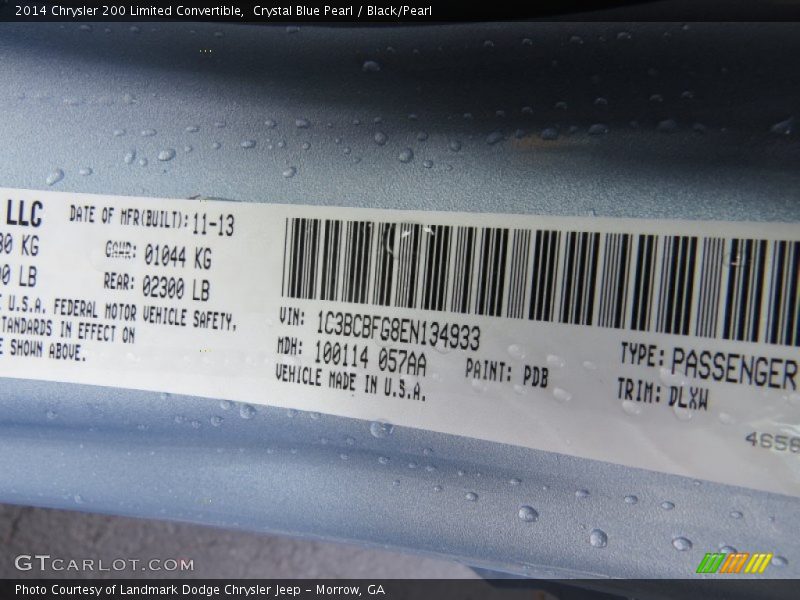 2014 Chrysler 200 Limited Convertible,  Crystal Blue Pearl / Black/Pearl
LLC
DATE OF MFR(BUILT): 11-13
KG
GAWR: 01044 KG
LB
REAR: 02300 LB
U.S.A. FEDERAL MOTOR VEHICLE SAFETY,
STANDARDS IN EFFECT ON
SHOWN ABOVE.
VIN: 1C3BCBFG8EN134933
MDH: 100114 057AA
PAINT: PDB
VEHICLE MADE IN U.S.A.
TYPE: PASSENGER
TRIM: DLXW
4656
GTCARLOT.COM
Photo Courtesy of Landmark Dodge Chrysler Jeep – Morrow, GA